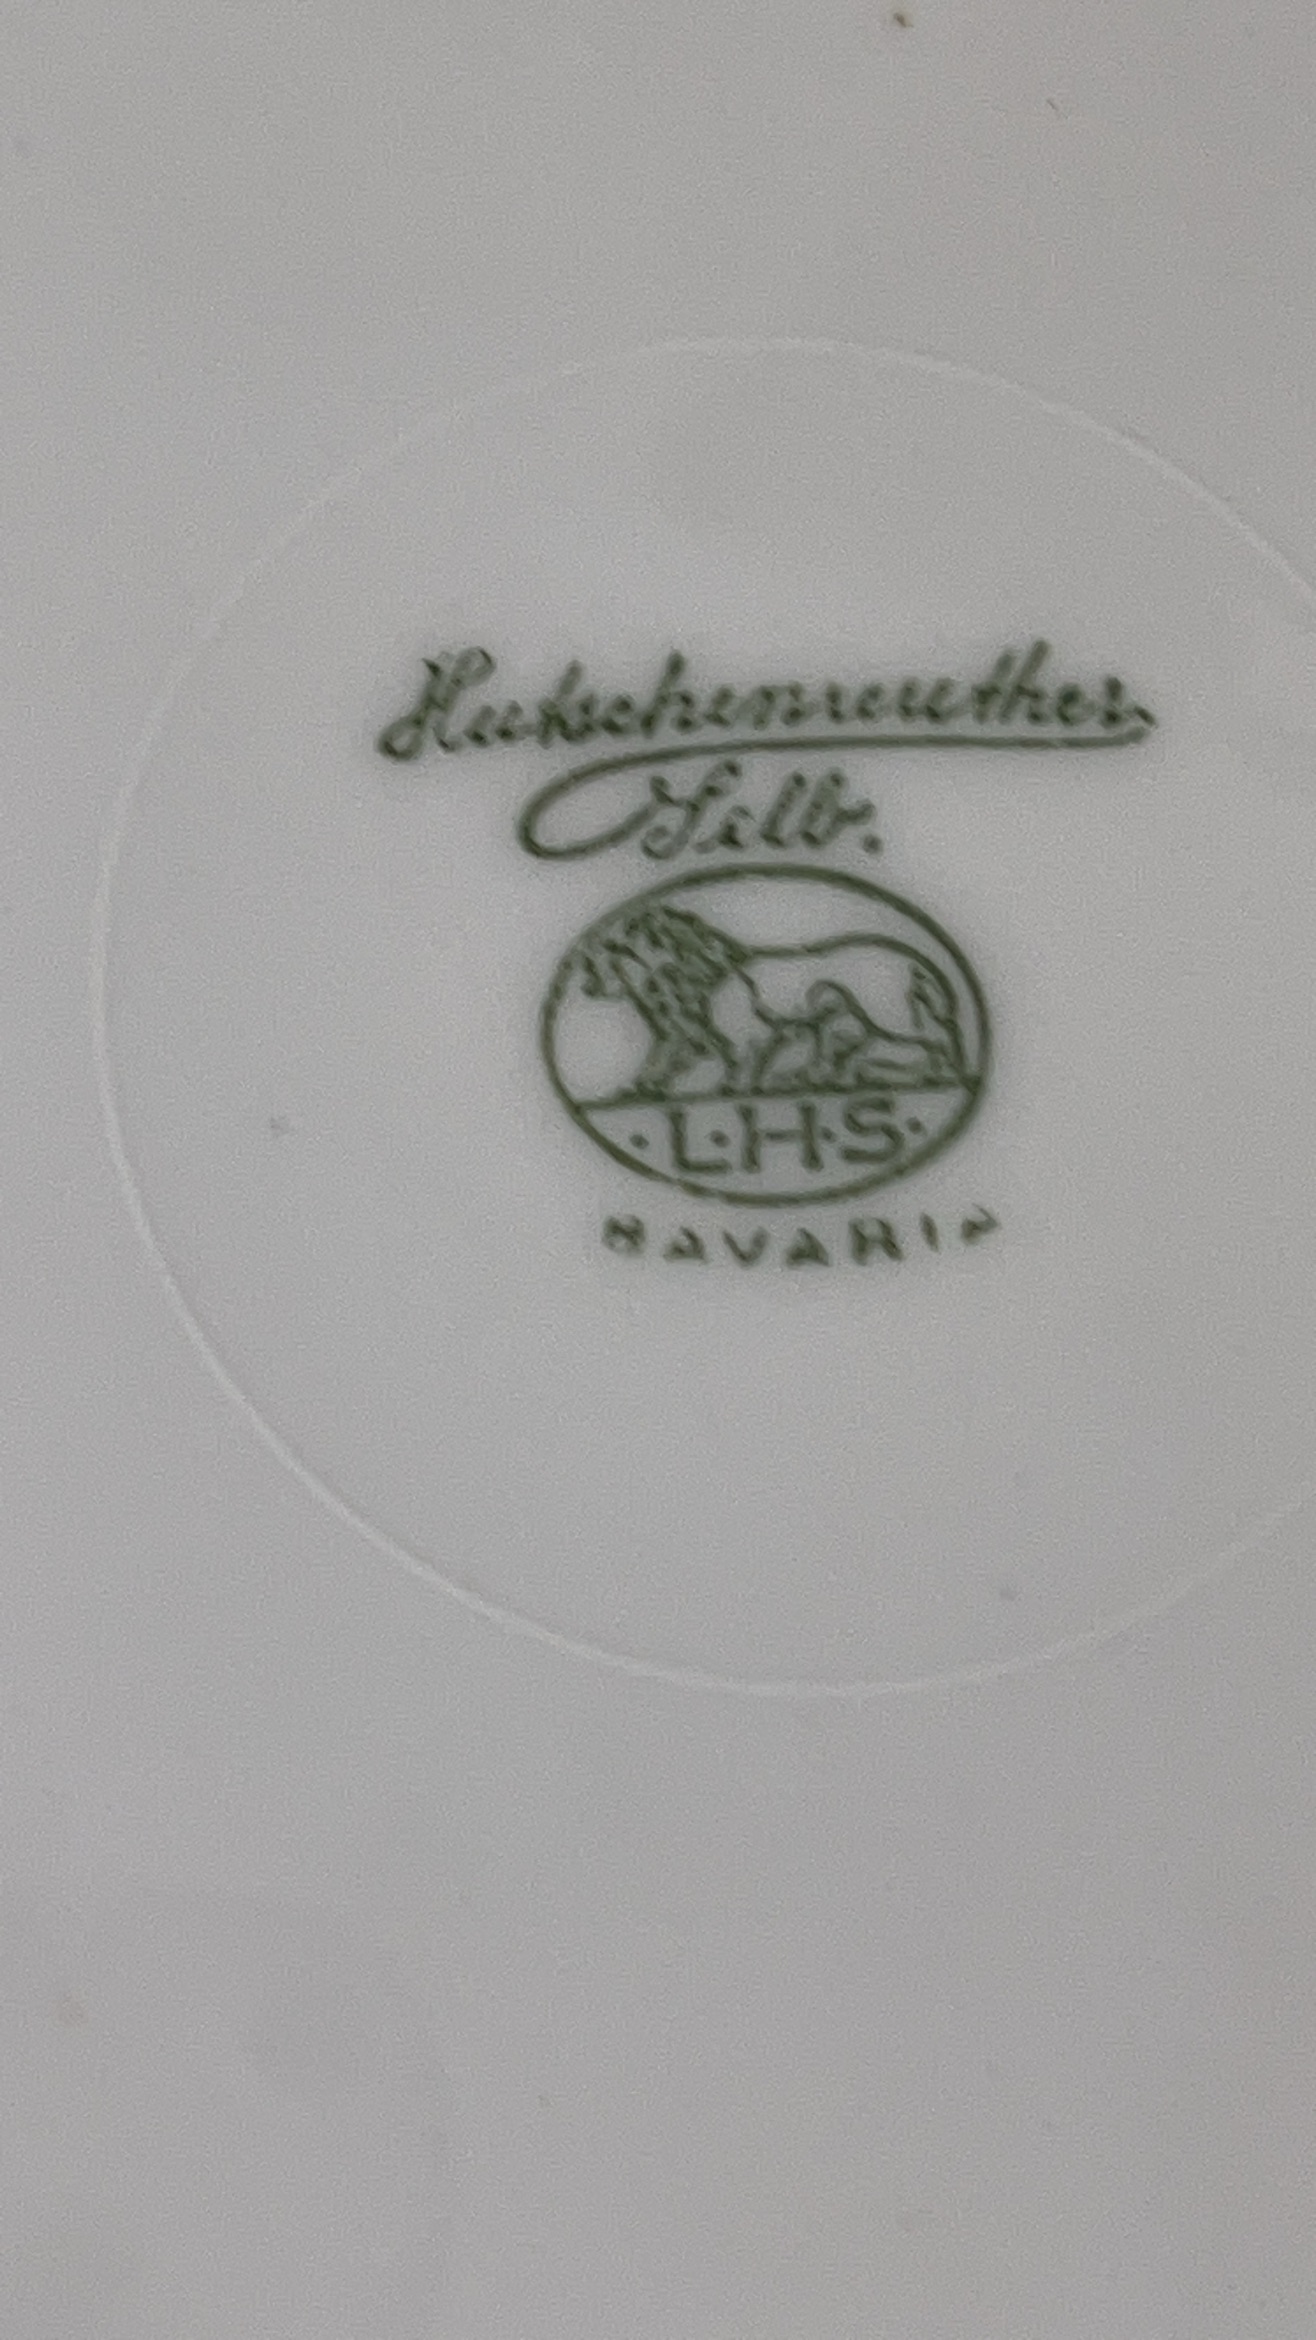 Hutschenreuther
Selb.
·L·H·S·
BAVARIA